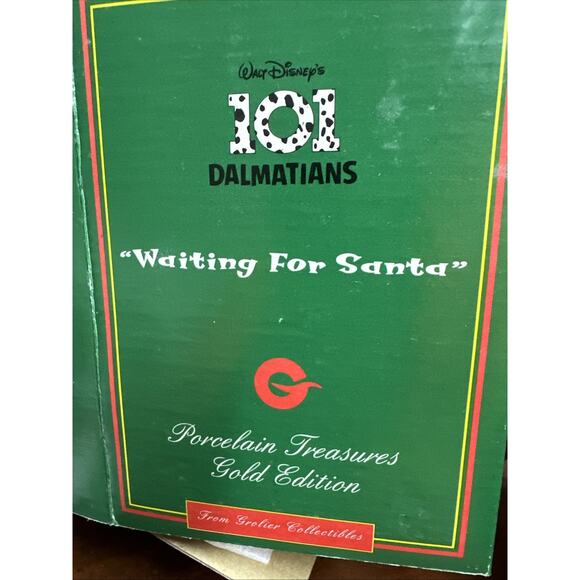 Walt Disney's
101
DALMATIANS
"Waiting For Santa"
G
Porcelain Treasures
Gold Edition
From Grolier Collectibles